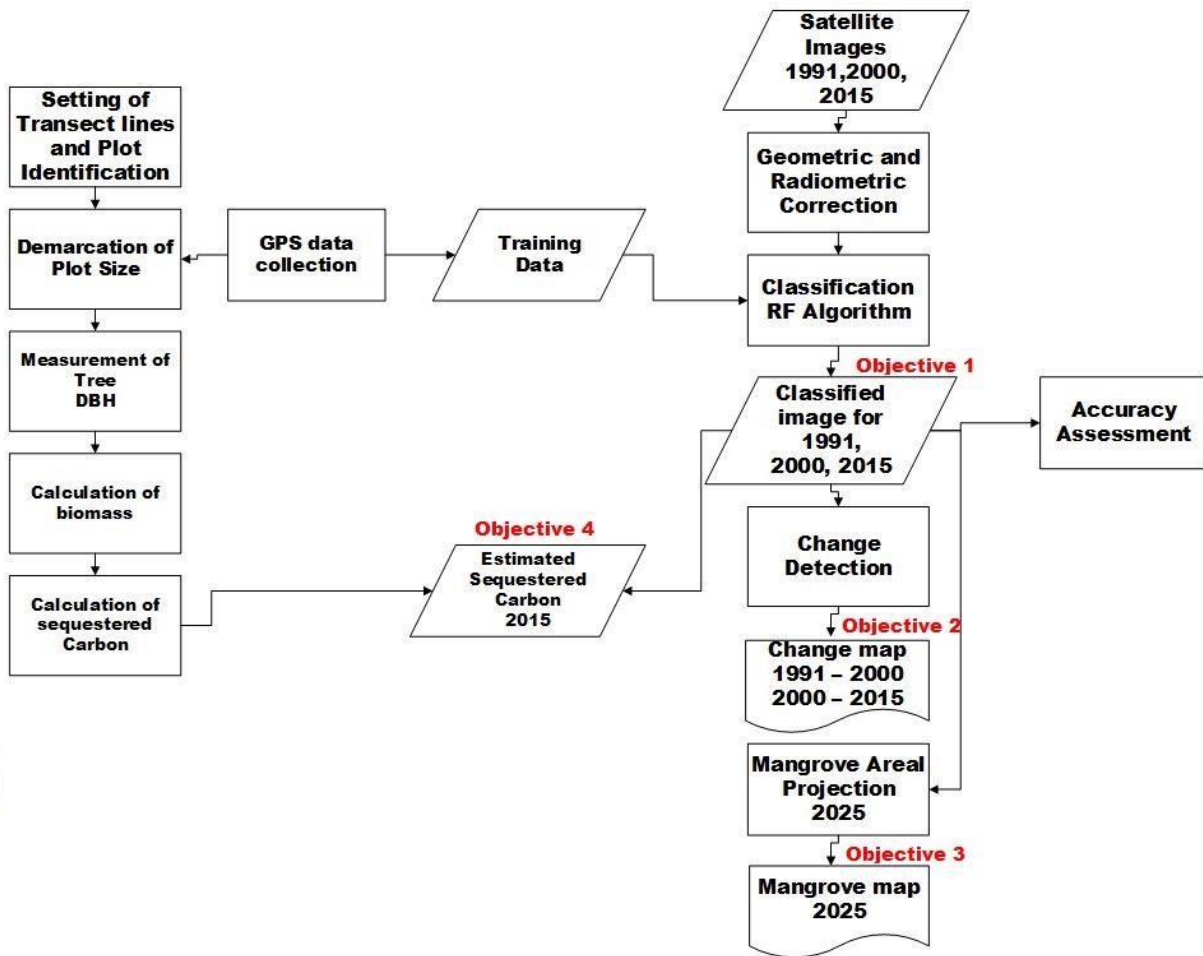 Satellite
Images
1991,2000,
2015
Setting of
Transect lines
and Plot
Identification
Geometric and
Radiometric
Correction
Demarcation of
Plot Size
GPS data
collection
Training
Data
Classification
RF Algorithm
Measurement of
Tree
DBH
Objective 1
Classified
image for
1991,
2000, 2015
Accuracy
Assessment
Calculation of
biomass
Change
Detection
Objective 4
Estimated
Sequestered
Carbon
2015
Calculation of
sequestered
Carbon
Objective 2
Change map
1991 – 2000
2000 – 2015
Mangrove Areal
Projection
2025
Objective 3
Mangrove map
2025